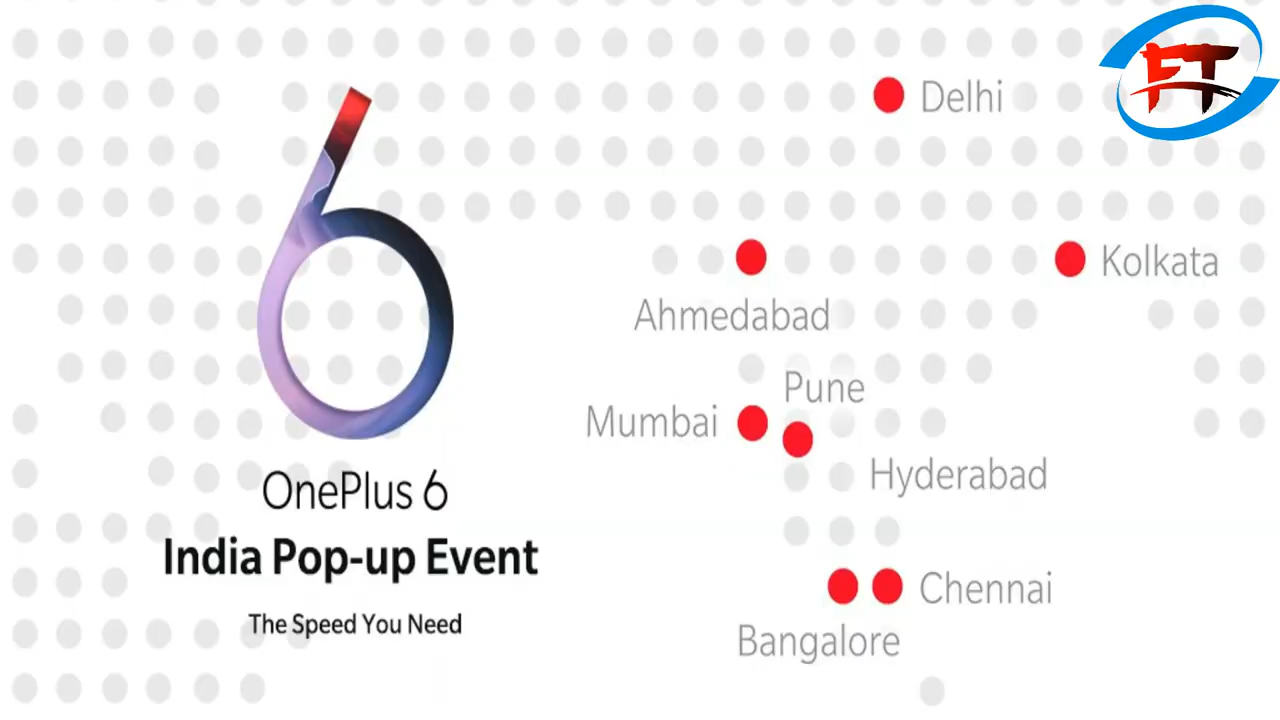 FT
Delhi
Ahmedabad
Kolkata
Pune
Mumbai
Hyderabad
Chennai
Bangalore
6
OnePlus 6
India Pop-up Event
The Speed You Need